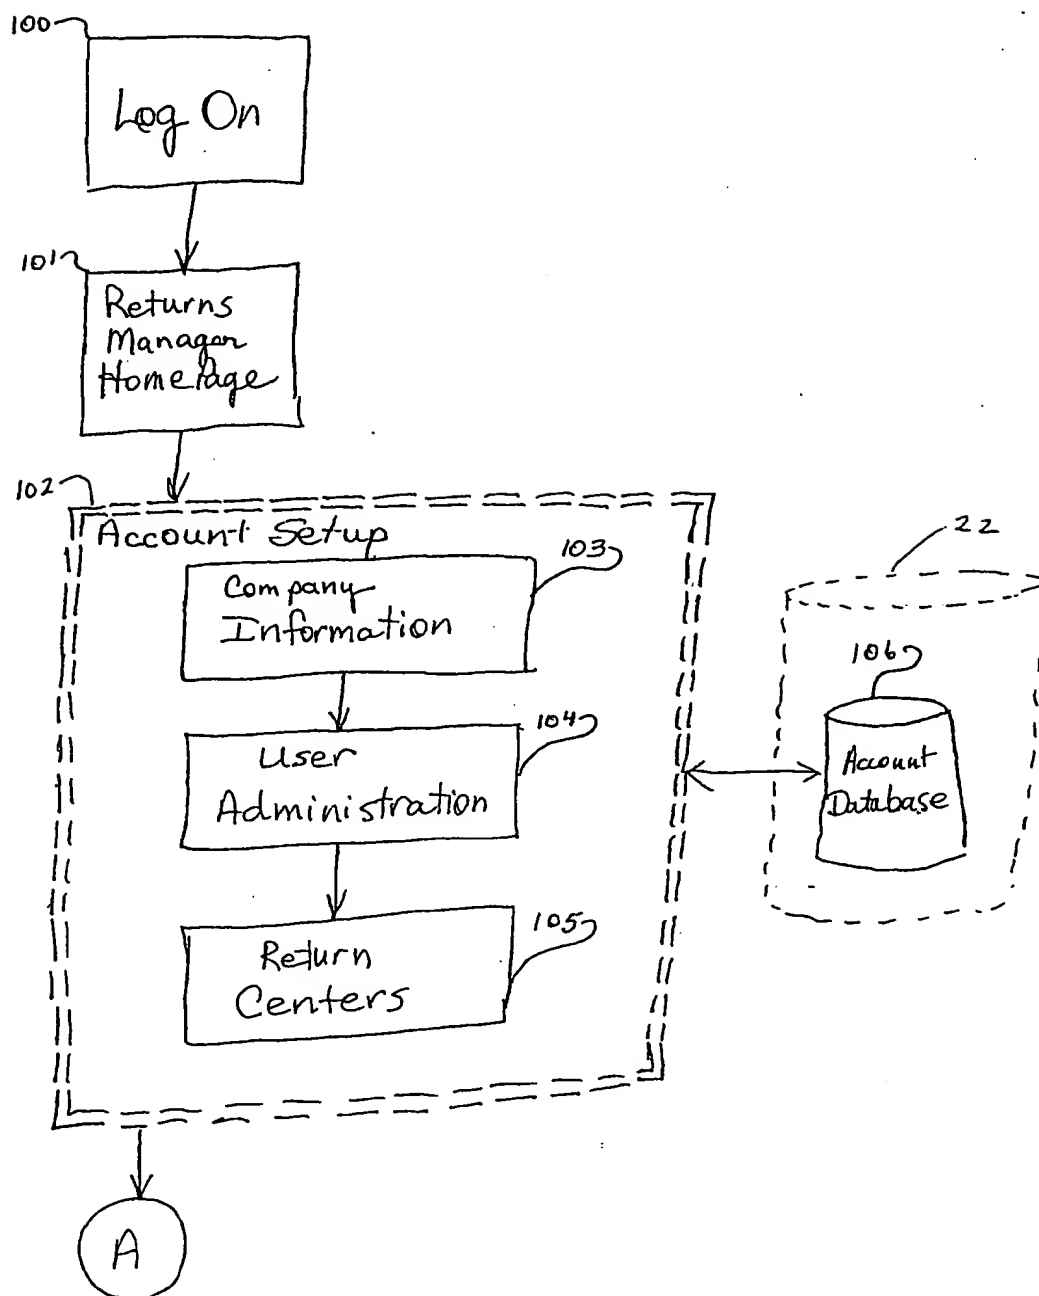 100
Log On
101
Returns
Manager
HomePage
102
Account Setup
103
Company
Information
22
106
104
User
Administration
Account
Database
105
Return
Centers
A